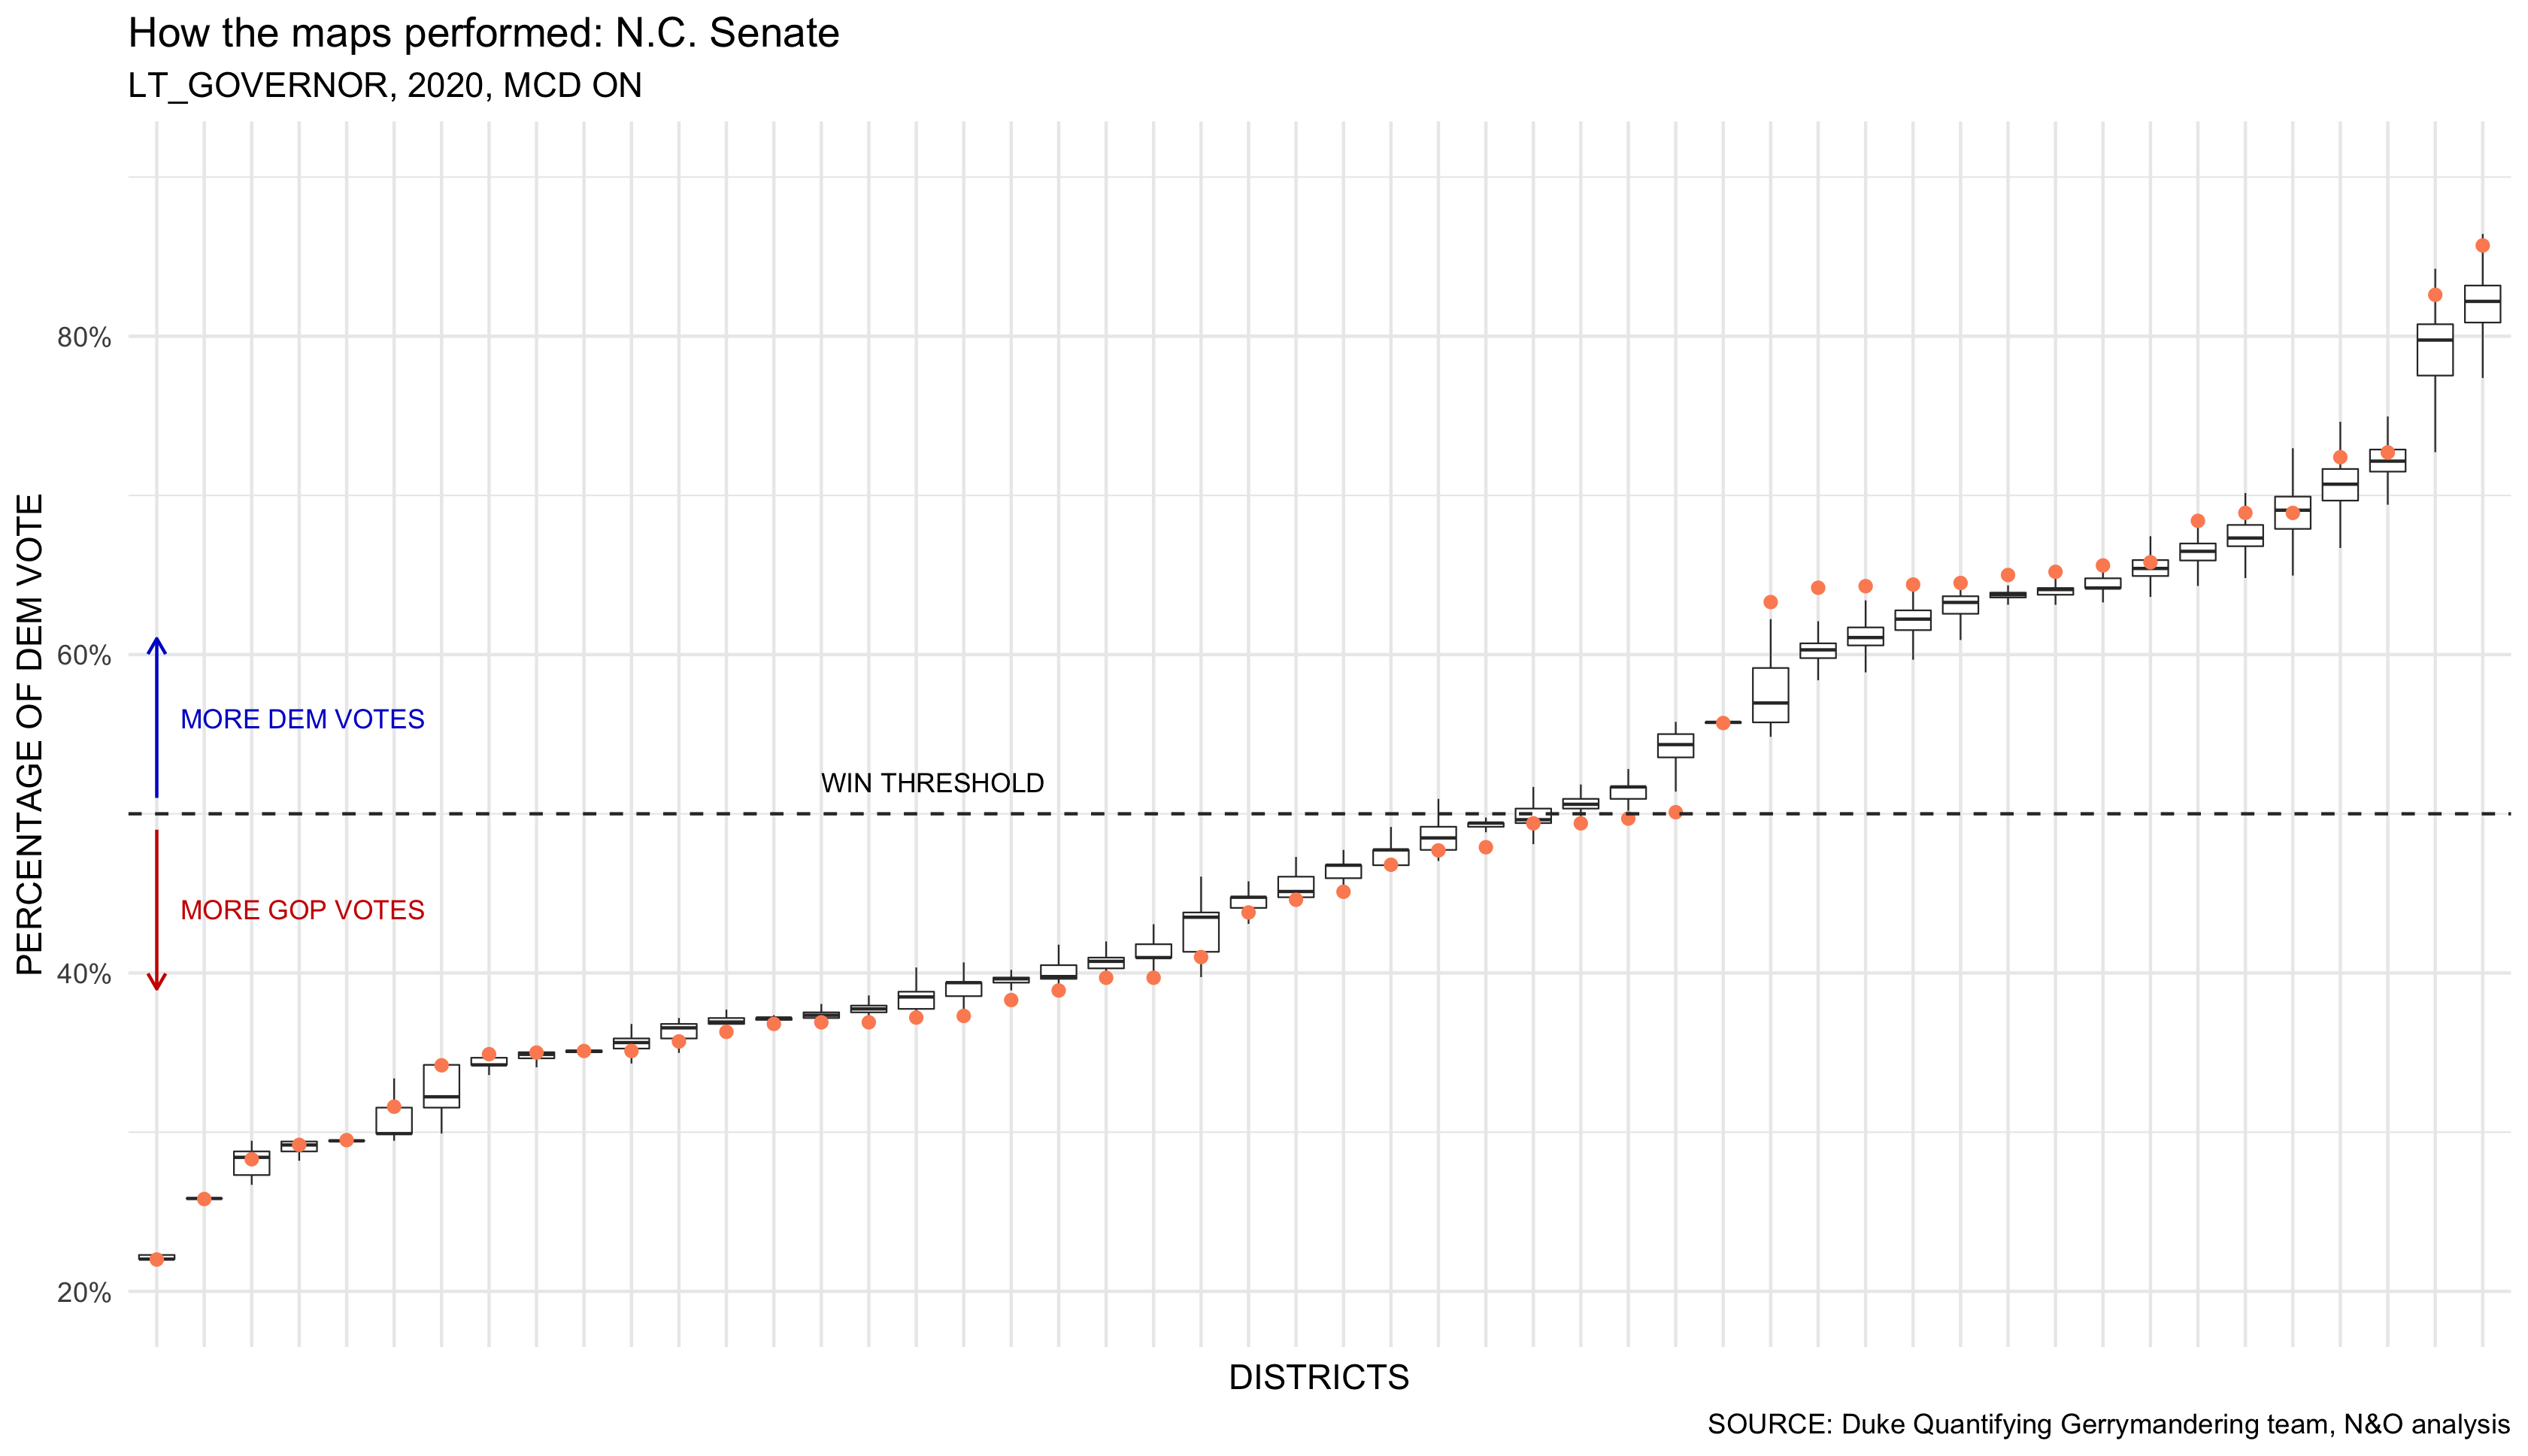 How the maps performed: N.C. Senate
LT_GOVERNOR, 2020, MCD ON
PERCENTAGE OF DEM VOTE
80%
60%
40%
20%
MORE DEM VOTES
WIN THRESHOLD
MORE GOP VOTES
DISTRICTS
SOURCE: Duke Quantifying Gerrymandering team, N&O analysis